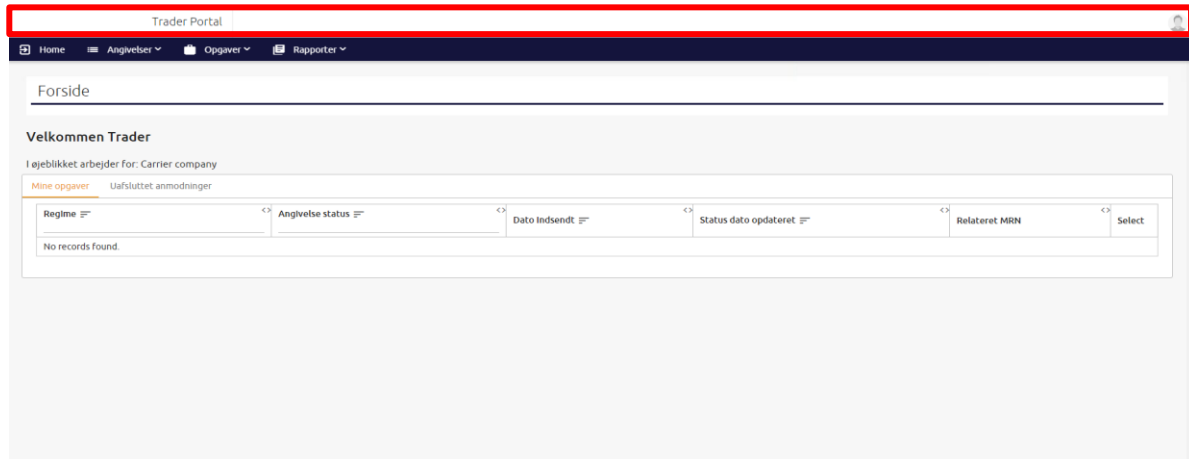 Trader Portal
Home Angivelser Opgaver Rapporter
Forside
Velkommen Trader
I øjeblikket arbejder for: Carrier company
Mine opgaver Uafsluttet anmodninger
Regime Angivelse status Dato Indsendt Status dato opdateret Relateret MRN Select
No records found.